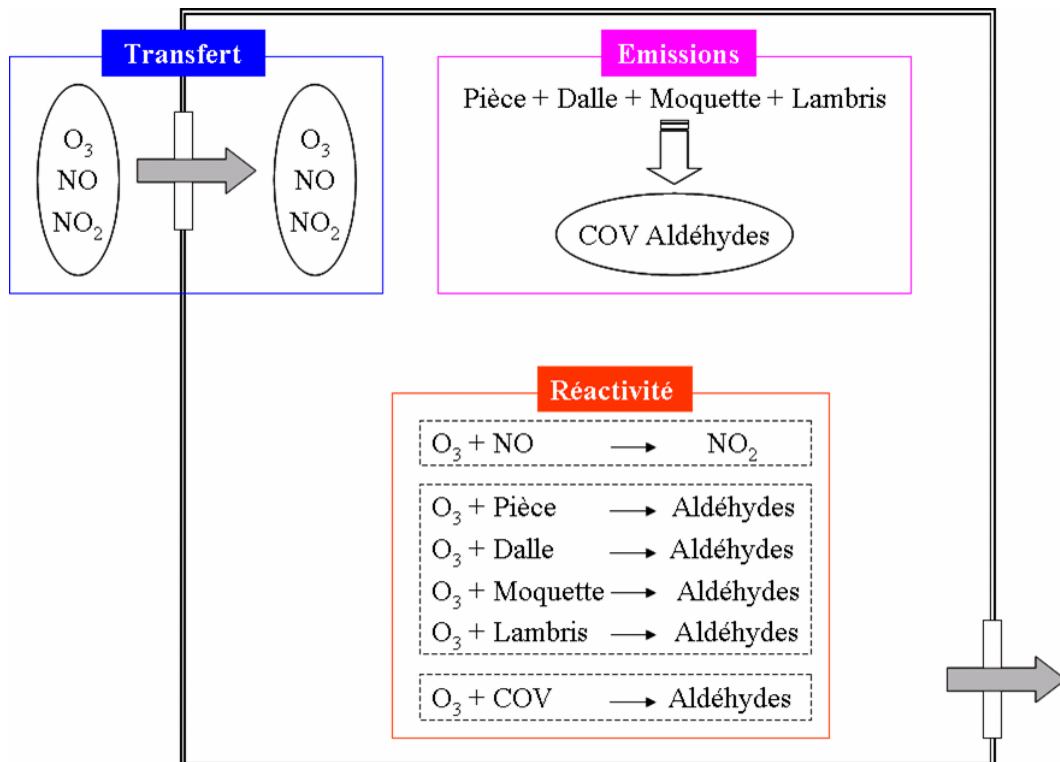 Transfert
O₃
NO
NO₂
O₃
NO
NO₂
Emissions
Pièce + Dalle + Moquette + Lambris
COV Aldéhydes
Réactivité
O₃ + NO → NO₂
O₃ + Pièce → Aldéhydes
O₃ + Dalle → Aldéhydes
O₃ + Moquette → Aldéhydes
O₃ + Lambris → Aldéhydes
O₃ + COV → Aldéhydes